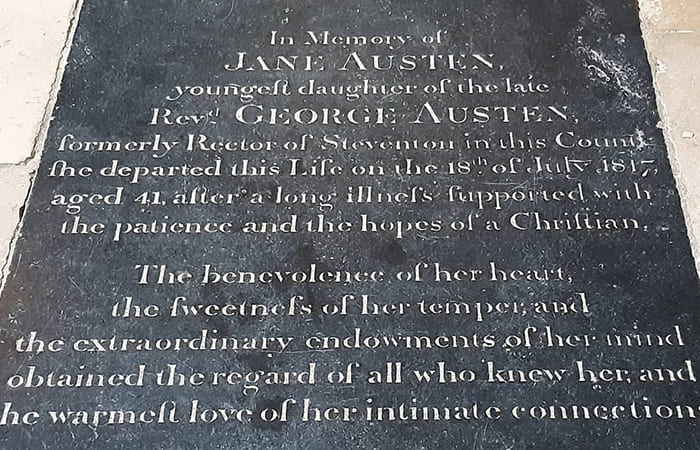 In Memory of
JANE AUSTEN,
youngeſt daughter of the late
Revᵈ GEORGE AUSTEN,
formerly Rector of Steventon in this County
ſhe departed this Life on the 18ᵗʰ of July 1817,
aged 41, after a long illneſs ſupported with
the patience and the hopes of a Chriſtian.
The benevolence of her heart,
the ſweetneſs of her temper, and
the extraordinary endowments of her mind
obtained the regard of all who knew her, and
he warmeſt love of her intimate connection